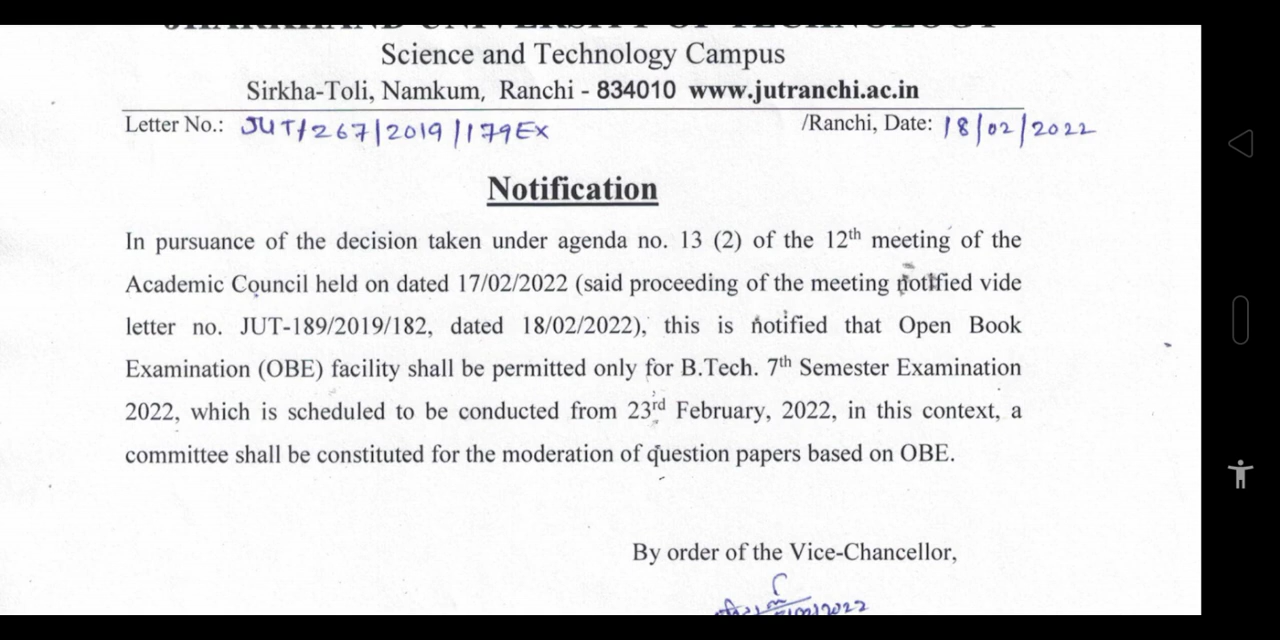 JHARKHAND UNIVERSITY OF TECHNOLOGY
Science and Technology Campus
Sirkha-Toli, Namkum, Ranchi - 834010 www.jutranchi.ac.in
Letter No.: JUT/267/2019/179EX /Ranchi, Date: 18/02/2022
Notification
In pursuance of the decision taken under agenda no. 13 (2) of the 12th meeting of the
Academic Council held on dated 17/02/2022 (said proceeding of the meeting notified vide
letter no. JUT-189/2019/182, dated 18/02/2022), this is notified that Open Book
Examination (OBE) facility shall be permitted only for B.Tech. 7th Semester Examination
2022, which is scheduled to be conducted from 23rd February, 2022, in this context, a
committee shall be constituted for the moderation of question papers based on OBE.
By order of the Vice-Chancellor,